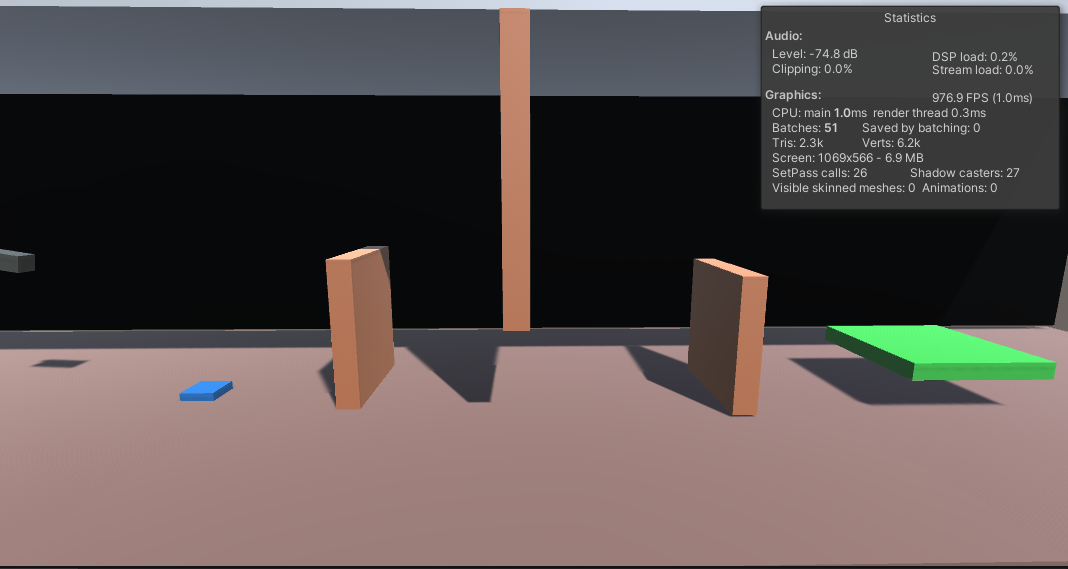 Statistics
Audio:
Level: -74.8 dB
DSP load: 0.2%
Clipping: 0.0%
Stream load: 0.0%
Graphics:
976.9 FPS (1.0ms)
CPU: main 1.0ms render thread 0.3ms
Batches: 51 Saved by batching: 0
Tris: 2.3k Verts: 6.2k
Screen: 1069x566 - 6.9 MB
SetPass calls: 26 Shadow casters: 27
Visible skinned meshes: 0 Animations: 0